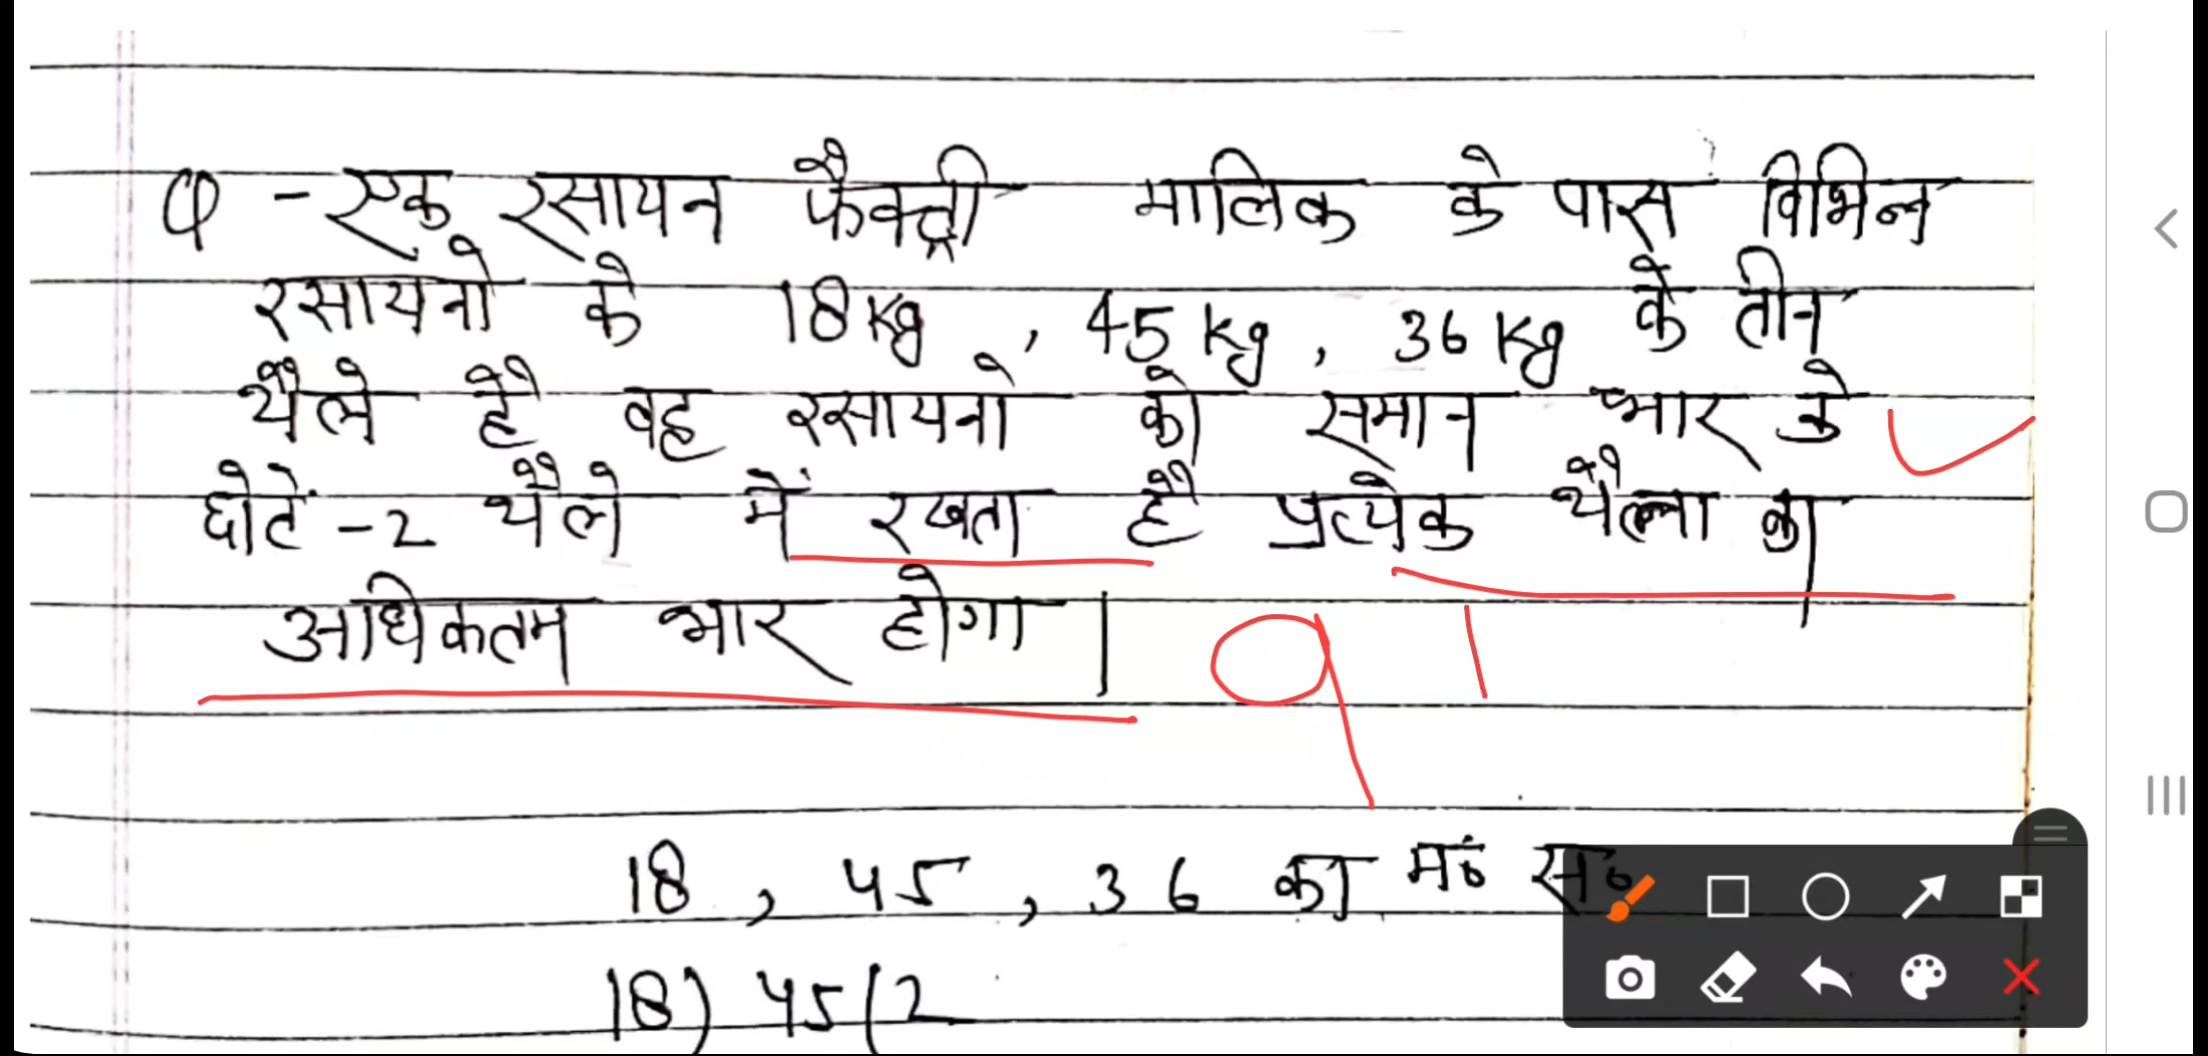 Q - एक रसायन फैक्ट्री मालिक के पास विभिन्न
रसायनो के 18 kg , 45 kg , 36 kg के तीन
थैले है वह रसायनो को समान भार के
छोटे -2 थैले में रखता है प्रत्येक थैला का
अधिकतम भार होगा | 9 1
18 , 45 , 36 का म० स०
18 ) 45 ( 2